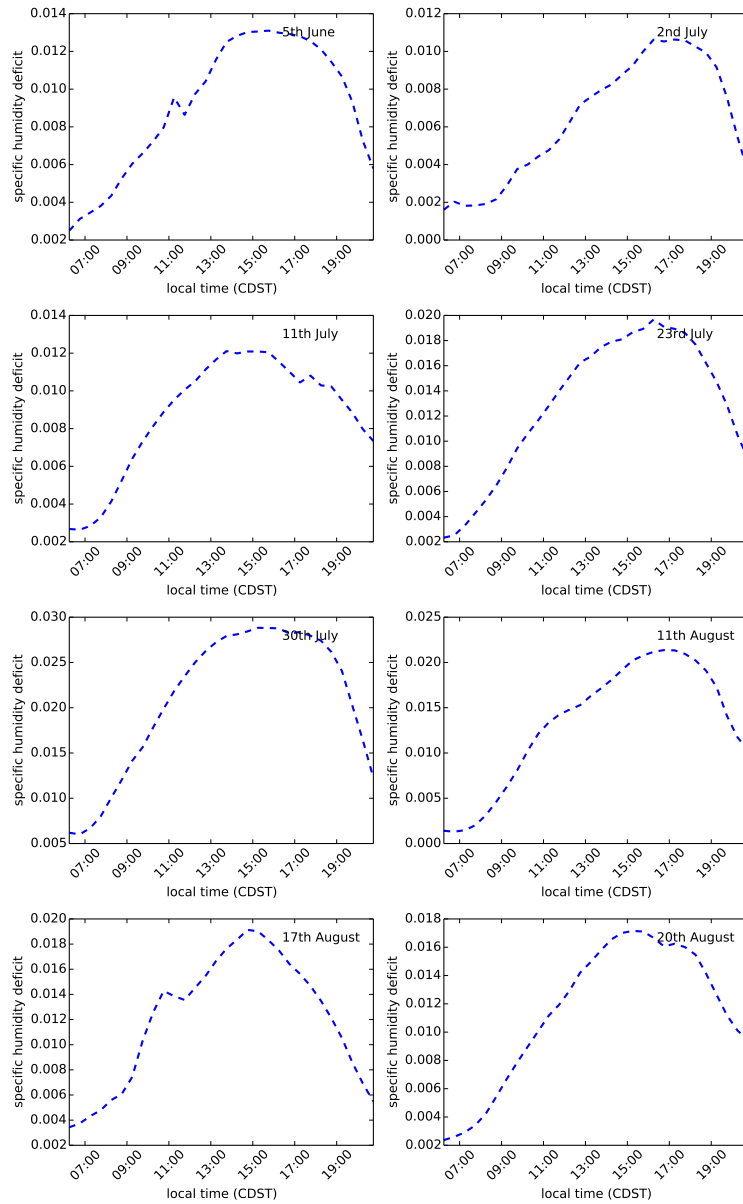 5th June
specific humidity deficit
0.014
0.012
0.010
0.008
0.006
0.004
0.002
07:00 09:00 11:00 13:00 15:00 17:00 19:00
local time (CDST)
2nd July
specific humidity deficit
0.012
0.010
0.008
0.006
0.004
0.002
0.000
07:00 09:00 11:00 13:00 15:00 17:00 19:00
local time (CDST)
11th July
specific humidity deficit
0.014
0.012
0.010
0.008
0.006
0.004
0.002
07:00 09:00 11:00 13:00 15:00 17:00 19:00
local time (CDST)
23rd July
specific humidity deficit
0.020
0.018
0.016
0.014
0.012
0.010
0.008
0.006
0.004
0.002
07:00 09:00 11:00 13:00 15:00 17:00 19:00
local time (CDST)
30th July
specific humidity deficit
0.030
0.025
0.020
0.015
0.010
0.005
07:00 09:00 11:00 13:00 15:00 17:00 19:00
local time (CDST)
11th August
specific humidity deficit
0.025
0.020
0.015
0.010
0.005
0.000
07:00 09:00 11:00 13:00 15:00 17:00 19:00
local time (CDST)
17th August
specific humidity deficit
0.020
0.018
0.016
0.014
0.012
0.010
0.008
0.006
0.004
0.002
07:00 09:00 11:00 13:00 15:00 17:00 19:00
local time (CDST)
20th August
specific humidity deficit
0.018
0.016
0.014
0.012
0.010
0.008
0.006
0.004
0.002
07:00 09:00 11:00 13:00 15:00 17:00 19:00
local time (CDST)